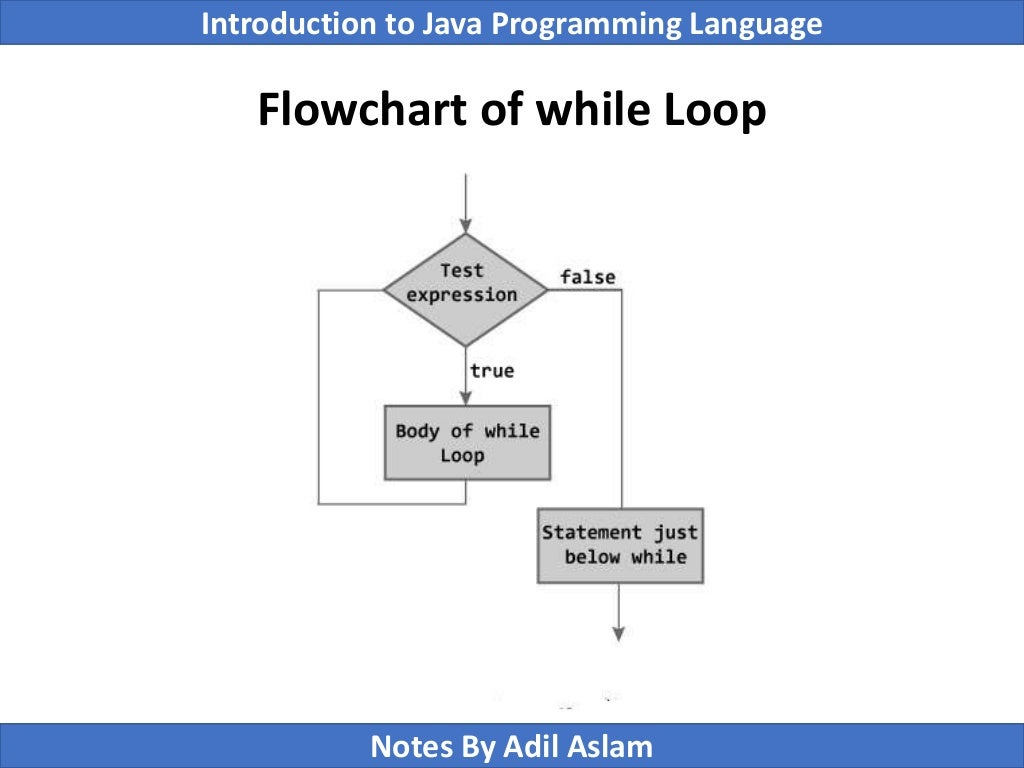 Introduction to Java Programming Language
Flowchart of while Loop
Test
expression
false
true
Body of while
Loop
Statement just
below while
Notes By Adil Aslam